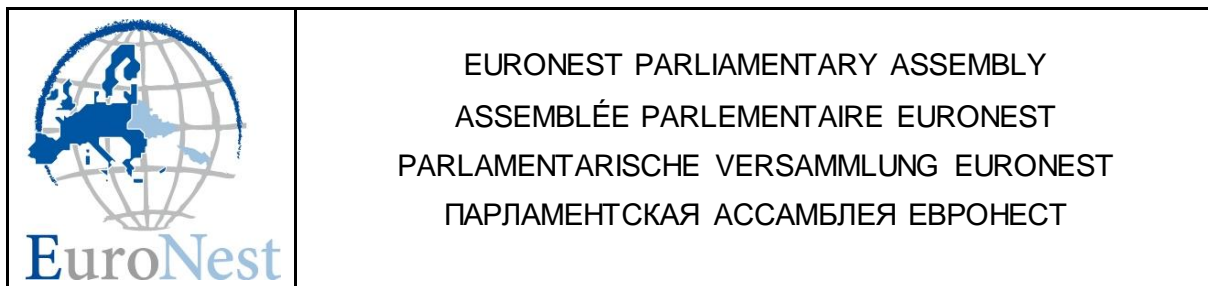 EuroNest
EURONEST PARLIAMENTARY ASSEMBLY
ASSEMBLÉE PARLEMENTAIRE EURONEST
PARLAMENTARISCHE VERSAMMLUNG EURONEST
ПАРЛАМЕНТСКАЯ АССАМБЛЕЯ ЕВРОНЕСТ